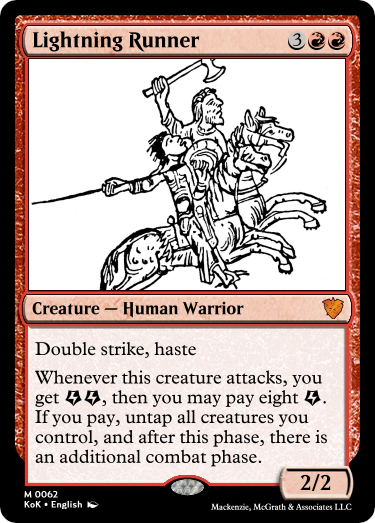 Lightning Runner 3
Creature — Human Warrior
Double strike, haste
Whenever this creature attacks, you
get , then you may pay eight .
If you pay, untap all creatures you
control, and after this phase, there is
an additional combat phase.
2/2
M 0062
KoK • English
Mackenzie, McGrath & Associates LLC